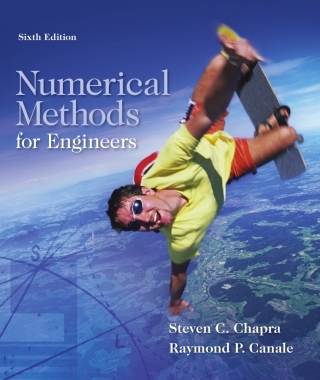 Sixth Edition
Numerical
Methods
for Engineers
S
Steven C. Chapra
Raymond P. Canale